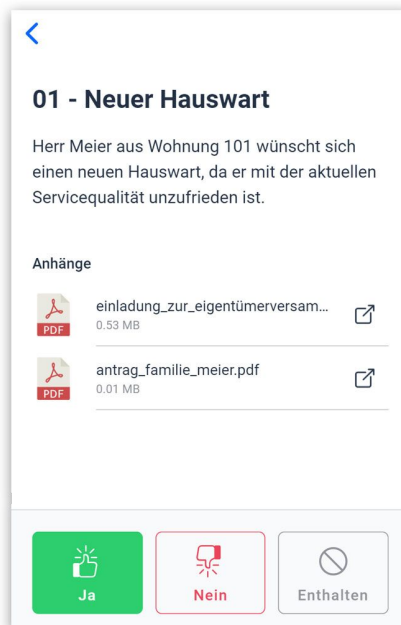 01 - Neuer Hauswart
Herr Meier aus Wohnung 101 wünscht sich
einen neuen Hauswart, da er mit der aktuellen
Servicequalität unzufrieden ist.
Anhänge
PDF
einladung_zur_eigentümerversam...
0.53 MB
PDF
antrag_familie_meier.pdf
0.01 MB
Ja
Nein
Enthalten